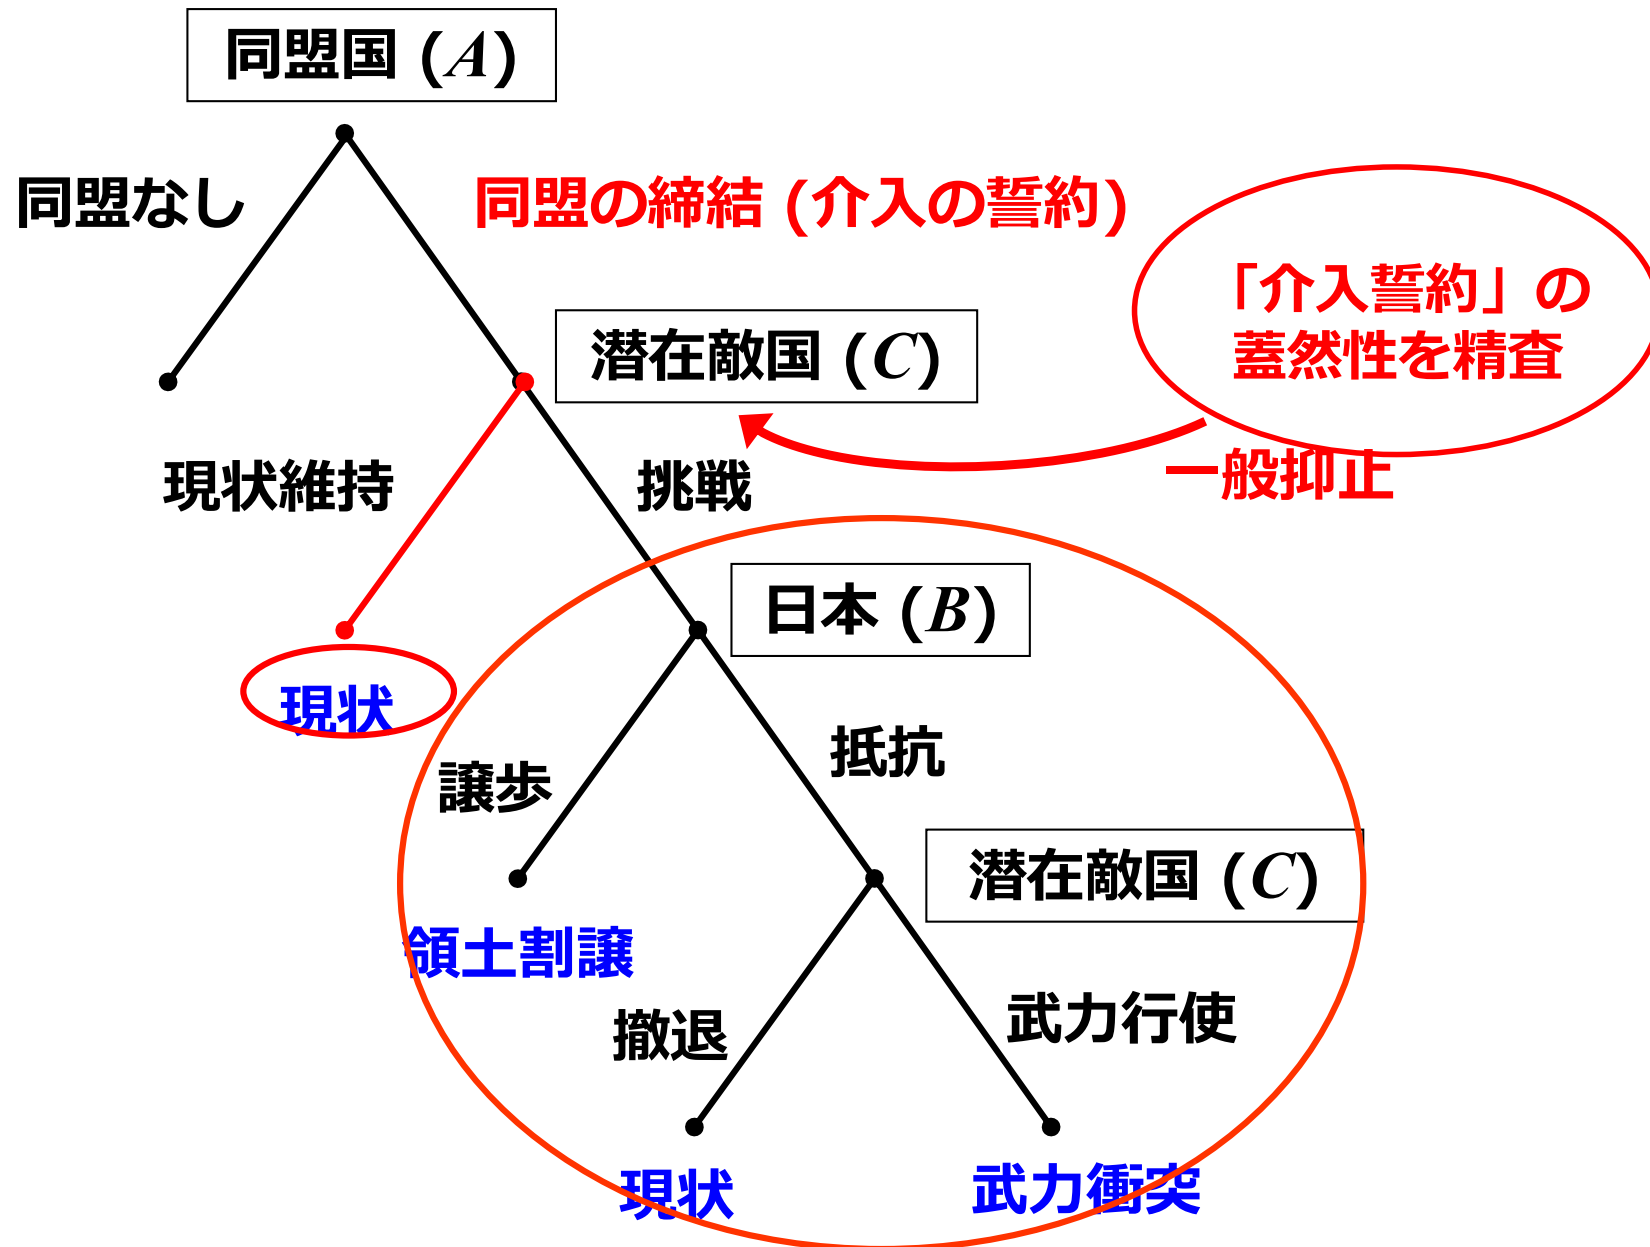 同盟国 (A)
同盟なし
同盟の締結 (介入の誓約)
「介入誓約」の
蓋然性を精査
潜在敵国 (C)
現状維持
挑戦
一般抑止
日本 (B)
現状
譲歩
抵抗
潜在敵国 (C)
領土割譲
撤退
武力行使
現状
武力衝突